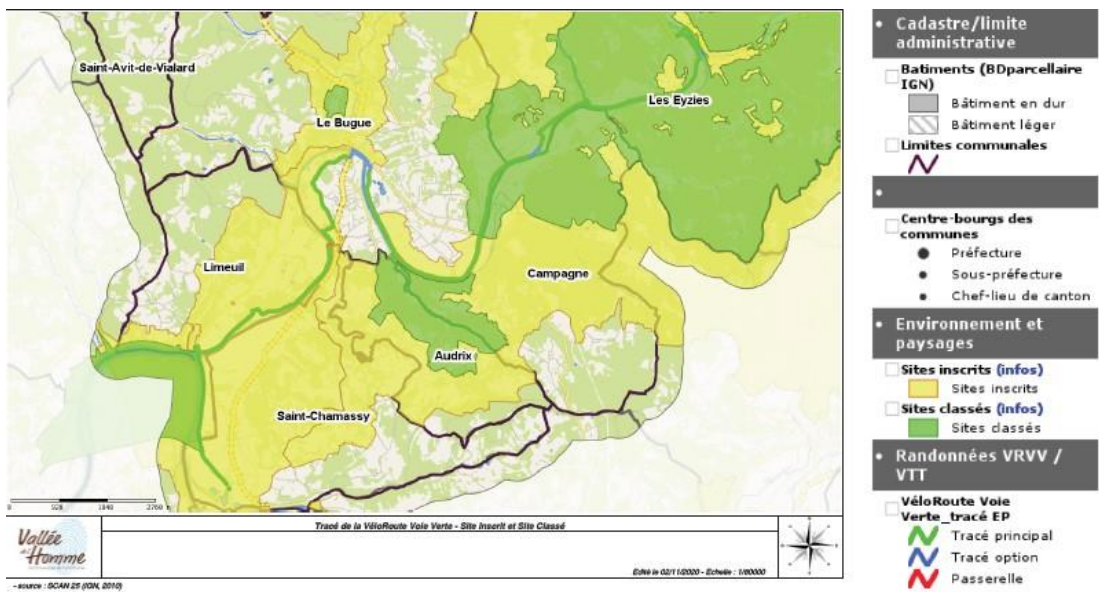 Saint-Avit-de-Vialard
Le Bugue
Les Eyzies
Limeuil
Campagne
Audrix
Saint-Chamassy
Vallée
Homme
Tracé de la VéloRoute Voie Verte - Site Inscrit et Site Classé
Edité le 02/11/2020 - Echelle : 1/60000
- source : SCAN 25 (IGN, 2010)
• Cadastre/limite
administrative
Batiments (BDparcellaire
IGN)
Bâtiment en dur
Bâtiment léger
Limites communales
•
Centre-bourgs des
communes
Préfecture
Sous-préfecture
Chef-lieu de canton
• Environnement et
paysages
Sites inscrits (infos)
Sites inscrits
Sites classés (infos)
Sites classés
• Randonnées VRVV /
VTT
VéloRoute Voie
Verte_tracé EP
Tracé principal
Tracé option
Passerelle